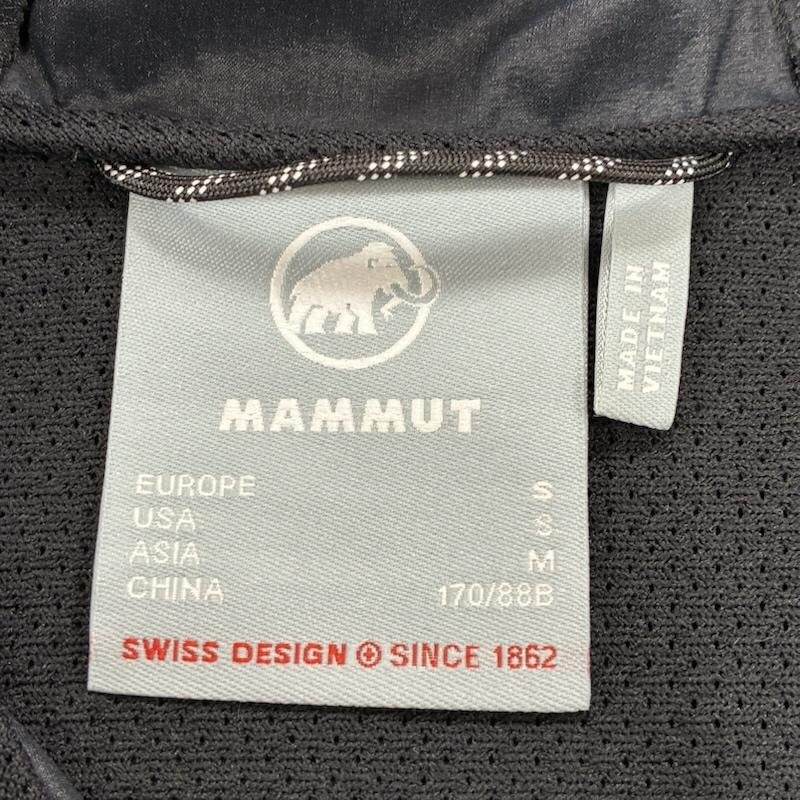 MAMMUT
EUROPE S
USA S
ASIA M
CHINA 170/88B
SWISS DESIGN SINCE 1862
MADE IN
VIETNAM